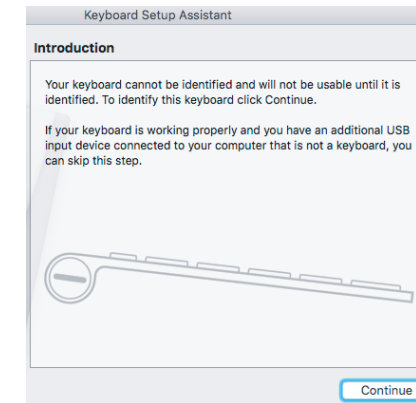 Keyboard Setup Assistant
Introduction
Your keyboard cannot be identified and will not be usable until it is
identified. To identify this keyboard click Continue.
If your keyboard is working properly and you have an additional USB
input device connected to your computer that is not a keyboard, you
can skip this step.
Continue